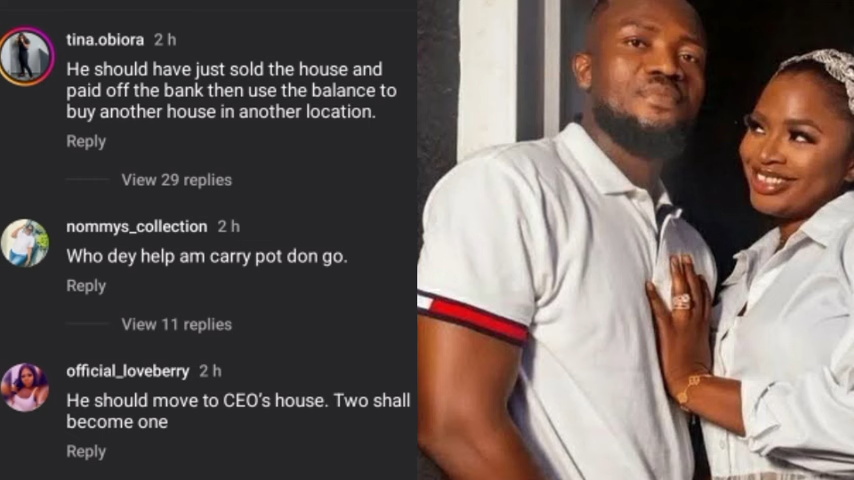 tina.obiora 2 h
He should have just sold the house and
paid off the bank then use the balance to
buy another house in another location.
Reply
View 29 replies
nommys_collection 2 h
Who dey help am carry pot don go.
Reply
View 11 replies
official_loveberry 2 h
He should move to CEO's house. Two shall
become one
Reply